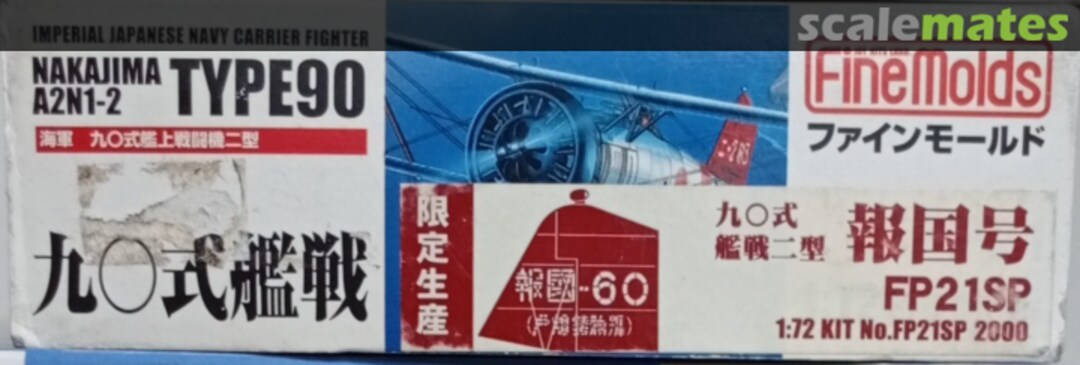 scalemates
IMPERIAL JAPANESE NAVY CARRIER FIGHTER
NAKAJIMA
A2N1-2
TYPE90
海軍 九〇式艦上戦闘機二型
九〇式艦戦
FineMolds
ファインモールド
限定生産
報國-60
九〇式
艦戦二型
報国号
FP21SP
1:72 KIT No.FP21SP 2000